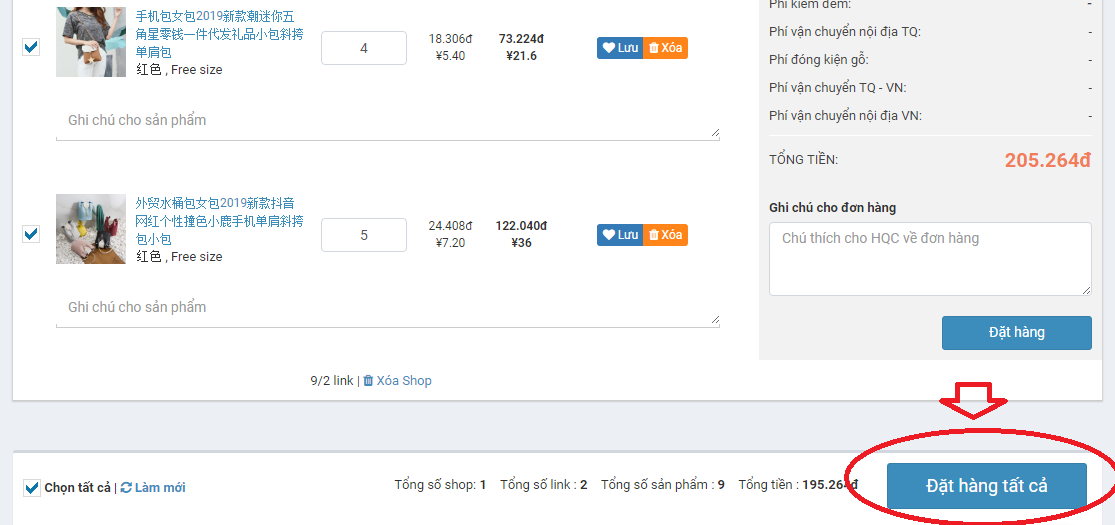 手机包女包2019新款潮迷你五
角星零钱一件代发礼品小包斜挎
单肩包
红色 , Free size
4
18.306đ
¥5.40
73.224đ
¥21.6
Lưu
Xóa
Ghi chú cho sản phẩm
外贸水桶包女包2019新款抖音
网红个性撞色小鹿手机单肩斜挎
包小包
红色 , Free size
5
24.408đ
¥7.20
122.040đ
¥36
Lưu
Xóa
Ghi chú cho sản phẩm
9/2 link | Xóa Shop
Phí kiểm đếm: -
Phí vận chuyển nội địa TQ: -
Phí đóng kiện gỗ: -
Phí vận chuyển TQ - VN: -
Phí vận chuyển nội địa VN: -
TỔNG TIỀN: 205.264đ
Ghi chú cho đơn hàng
Chú thích cho HQC về đơn hàng
Đặt hàng
Chọn tất cả | Làm mới
Tổng số shop: 1 Tổng số link : 2 Tổng số sản phẩm : 9 Tổng tiền : 195.264đ
Đặt hàng tất cả